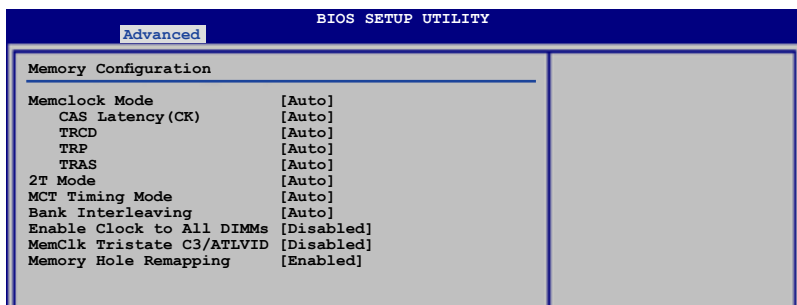 BIOS SETUP UTILITY
Advanced
Memory Configuration
Memclock Mode [Auto]
CAS Latency(CK) [Auto]
TRCD [Auto]
TRP [Auto]
TRAS [Auto]
2T Mode [Auto]
MCT Timing Mode [Auto]
Bank Interleaving [Auto]
Enable Clock to All DIMMs [Disabled]
MemClk Tristate C3/ATLVID [Disabled]
Memory Hole Remapping [Enabled]